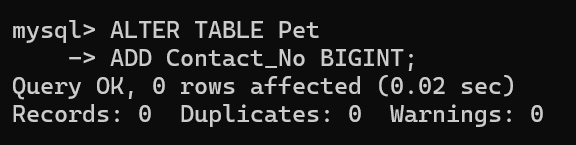 mysql> ALTER TABLE Pet
    -> ADD Contact_No BIGINT;
Query OK, 0 rows affected (0.02 sec)
Records: 0  Duplicates: 0  Warnings: 0